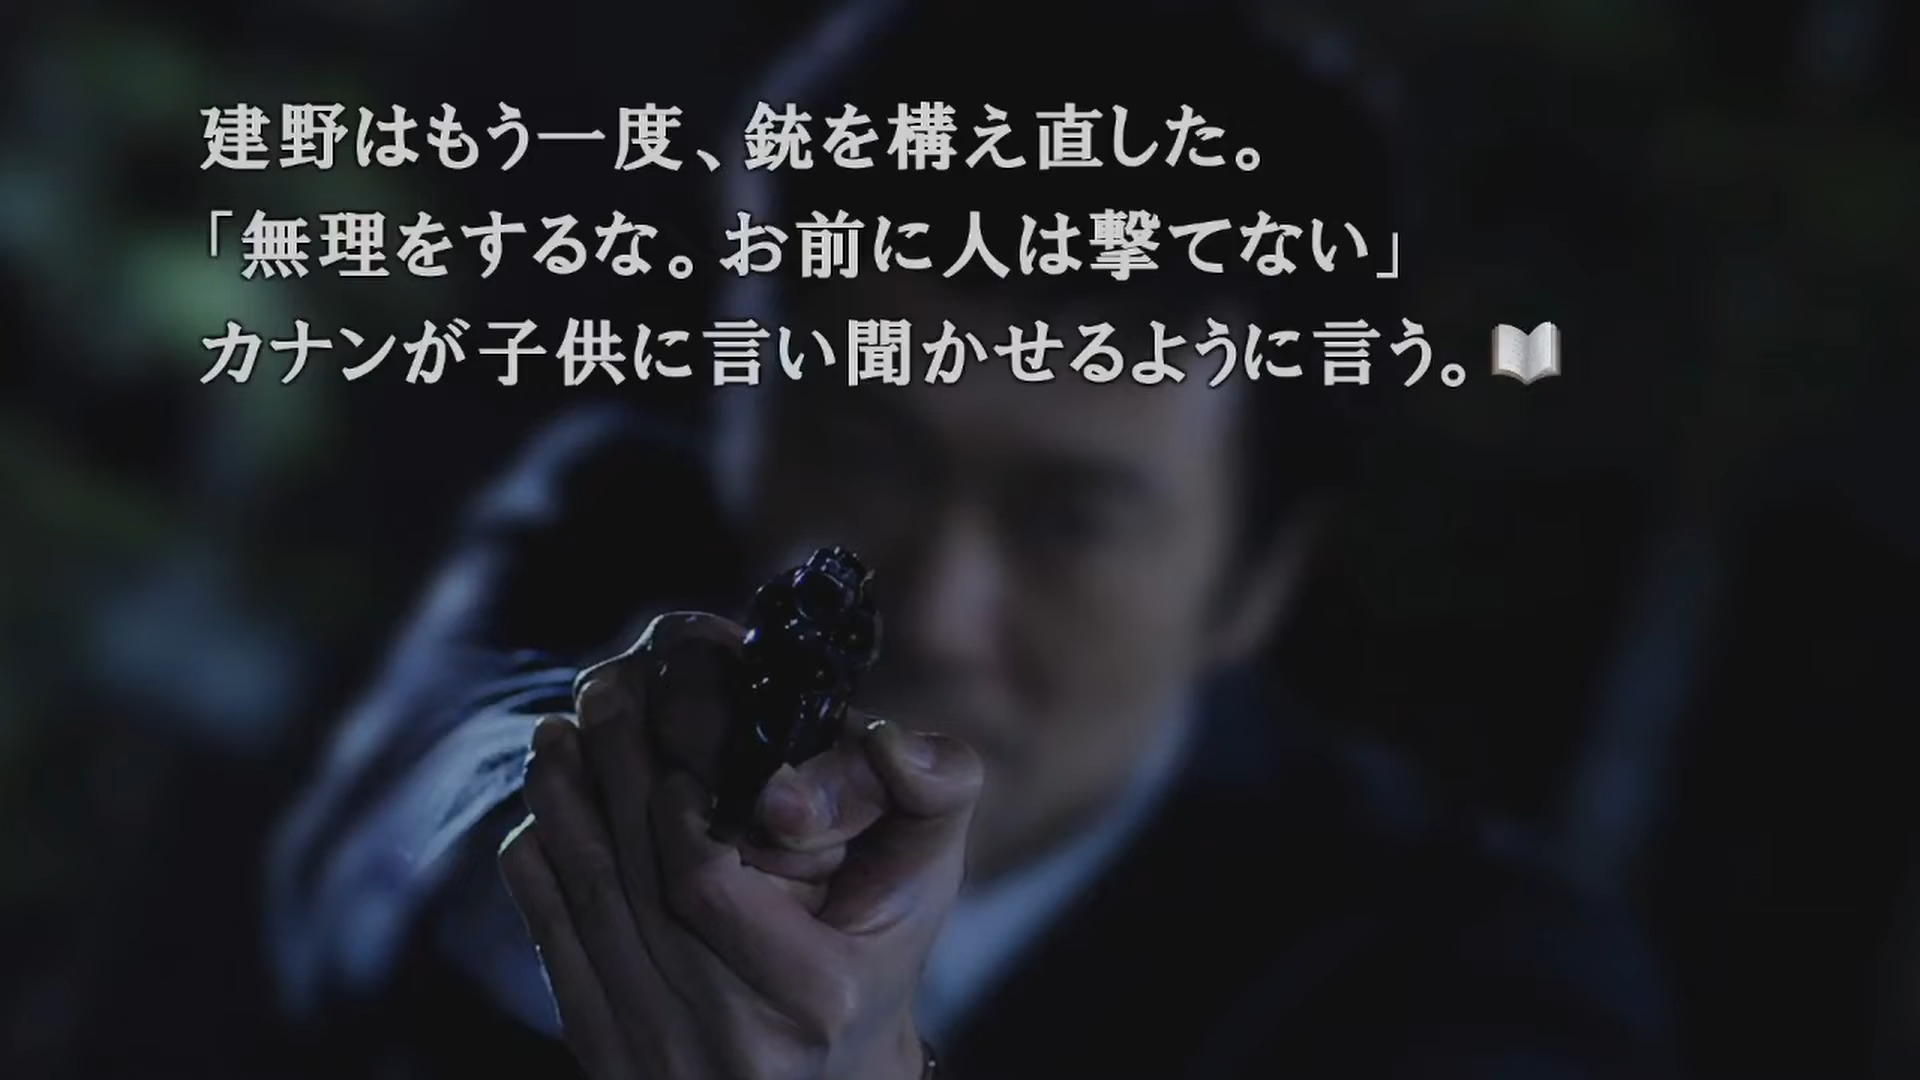 建野はもう一度、銃を構え直した。
「無理をするな。お前に人は撃てない」
カナンが子供に言い聞かせるように言う。